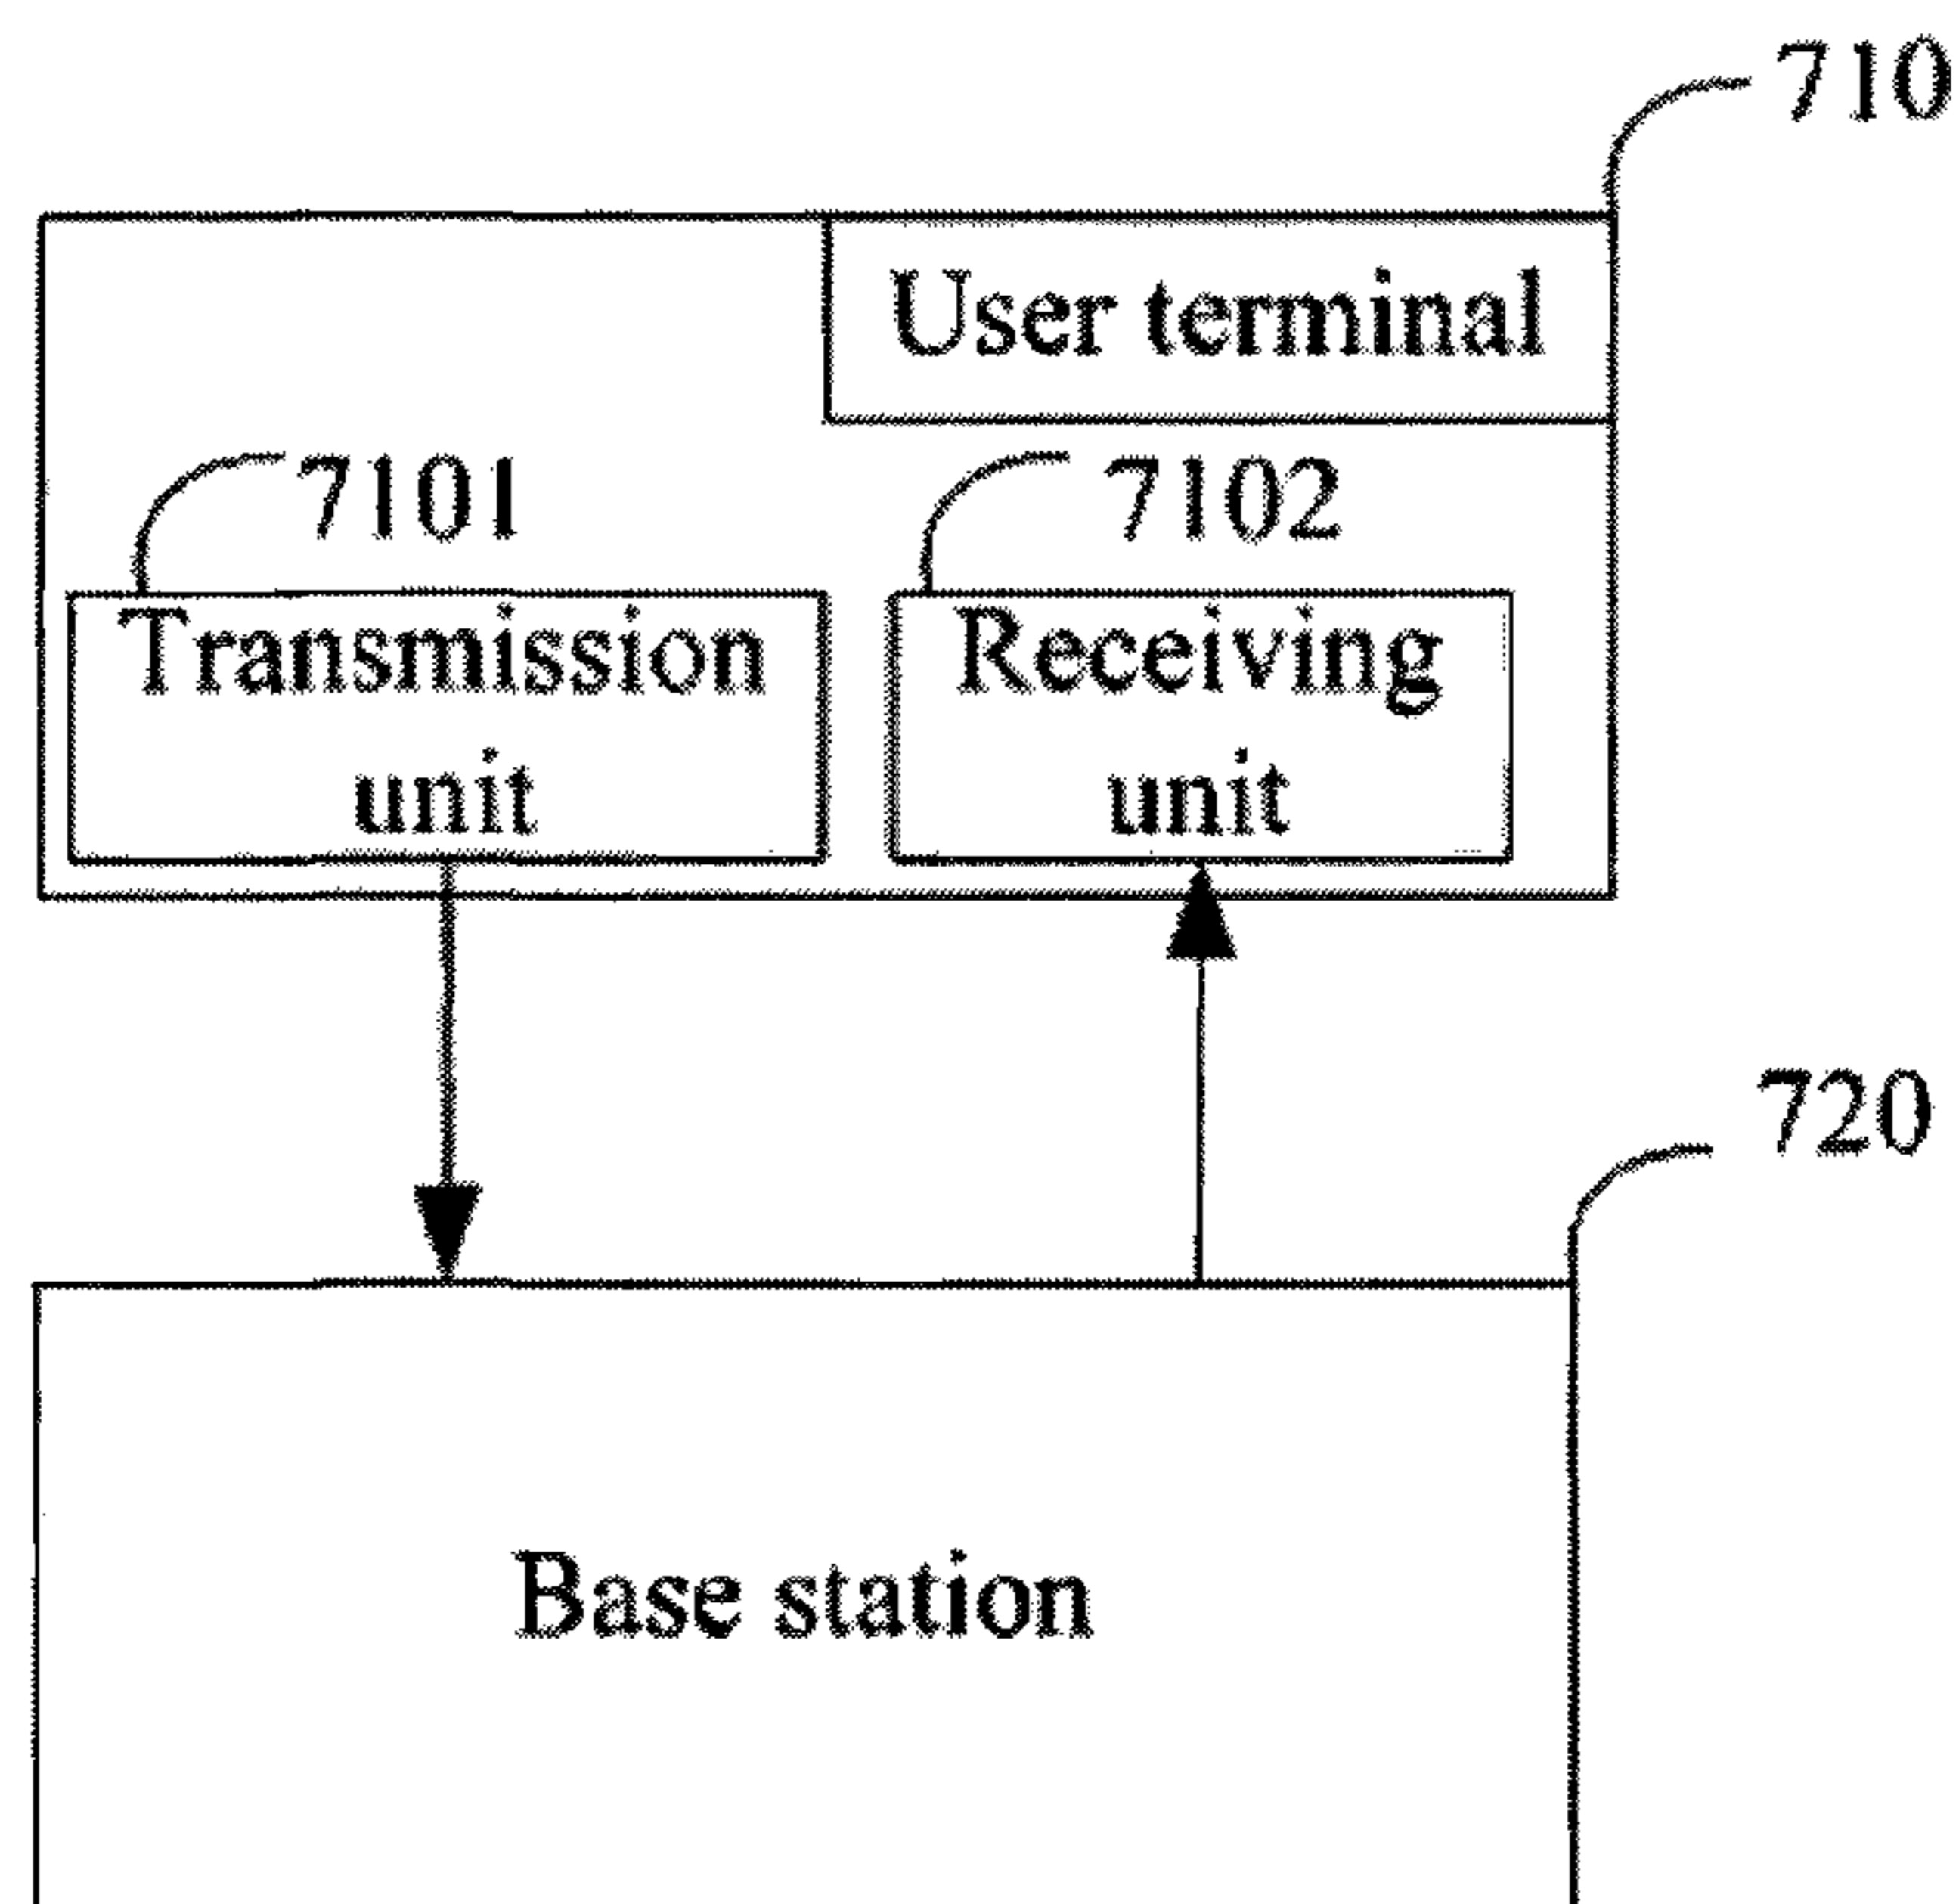 710
User terminal
7101
7102
Transmission
unit
Receiving
unit
720
Base station